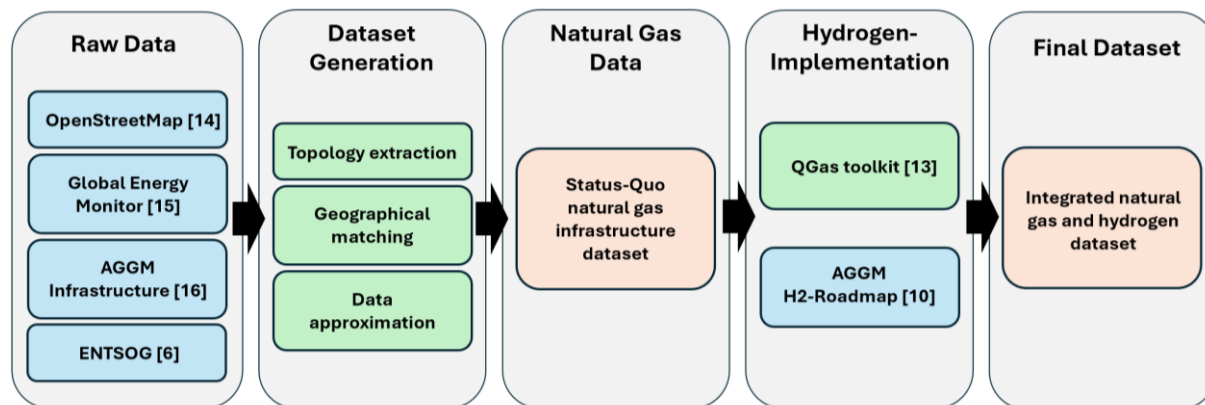 Raw Data
OpenStreetMap [14]
Global Energy
Monitor [15]
AGGM
Infrastructure [16]
ENTSOG [6]
Dataset
Generation
Topology extraction
Geographical
matching
Data
approximation
Natural Gas
Data
Status-Quo
natural gas
infrastructure
dataset
Hydrogen-
Implementation
QGas toolkit [13]
AGGM
H2-Roadmap [10]
Final Dataset
Integrated natural
gas and hydrogen
dataset